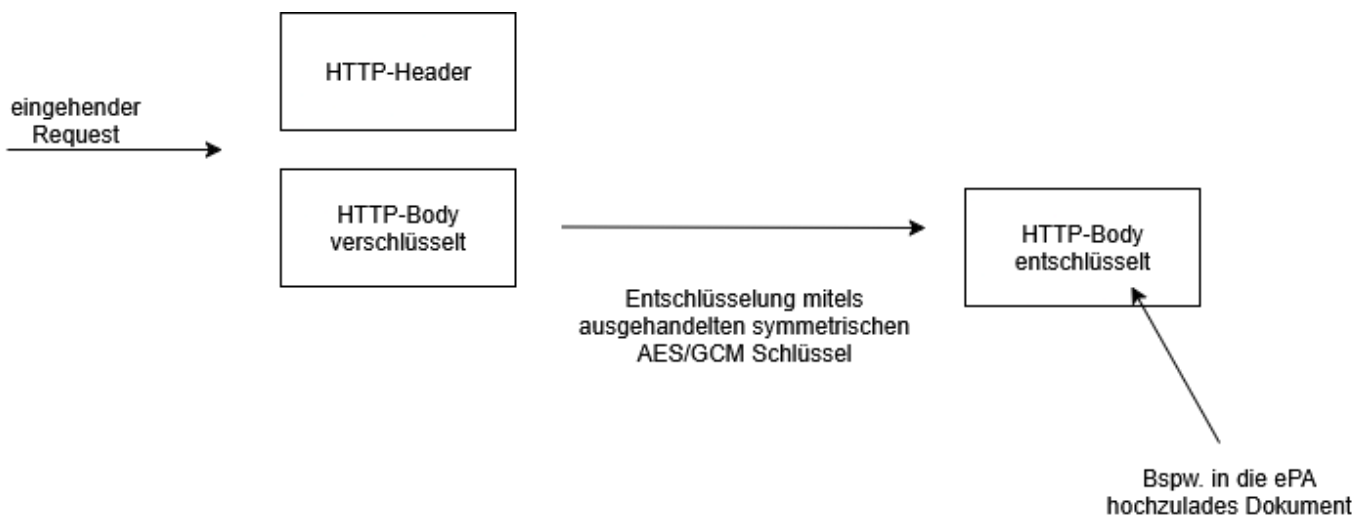 HTTP-Header
eingehender
Request
HTTP-Body
verschlüsselt
HTTP-Body
entschlüsselt
Entschlüsselung mitels
ausgehandelten symmetrischen
AES/GCM Schlüssel
Bspw. in die ePA
hochzulades Dokument